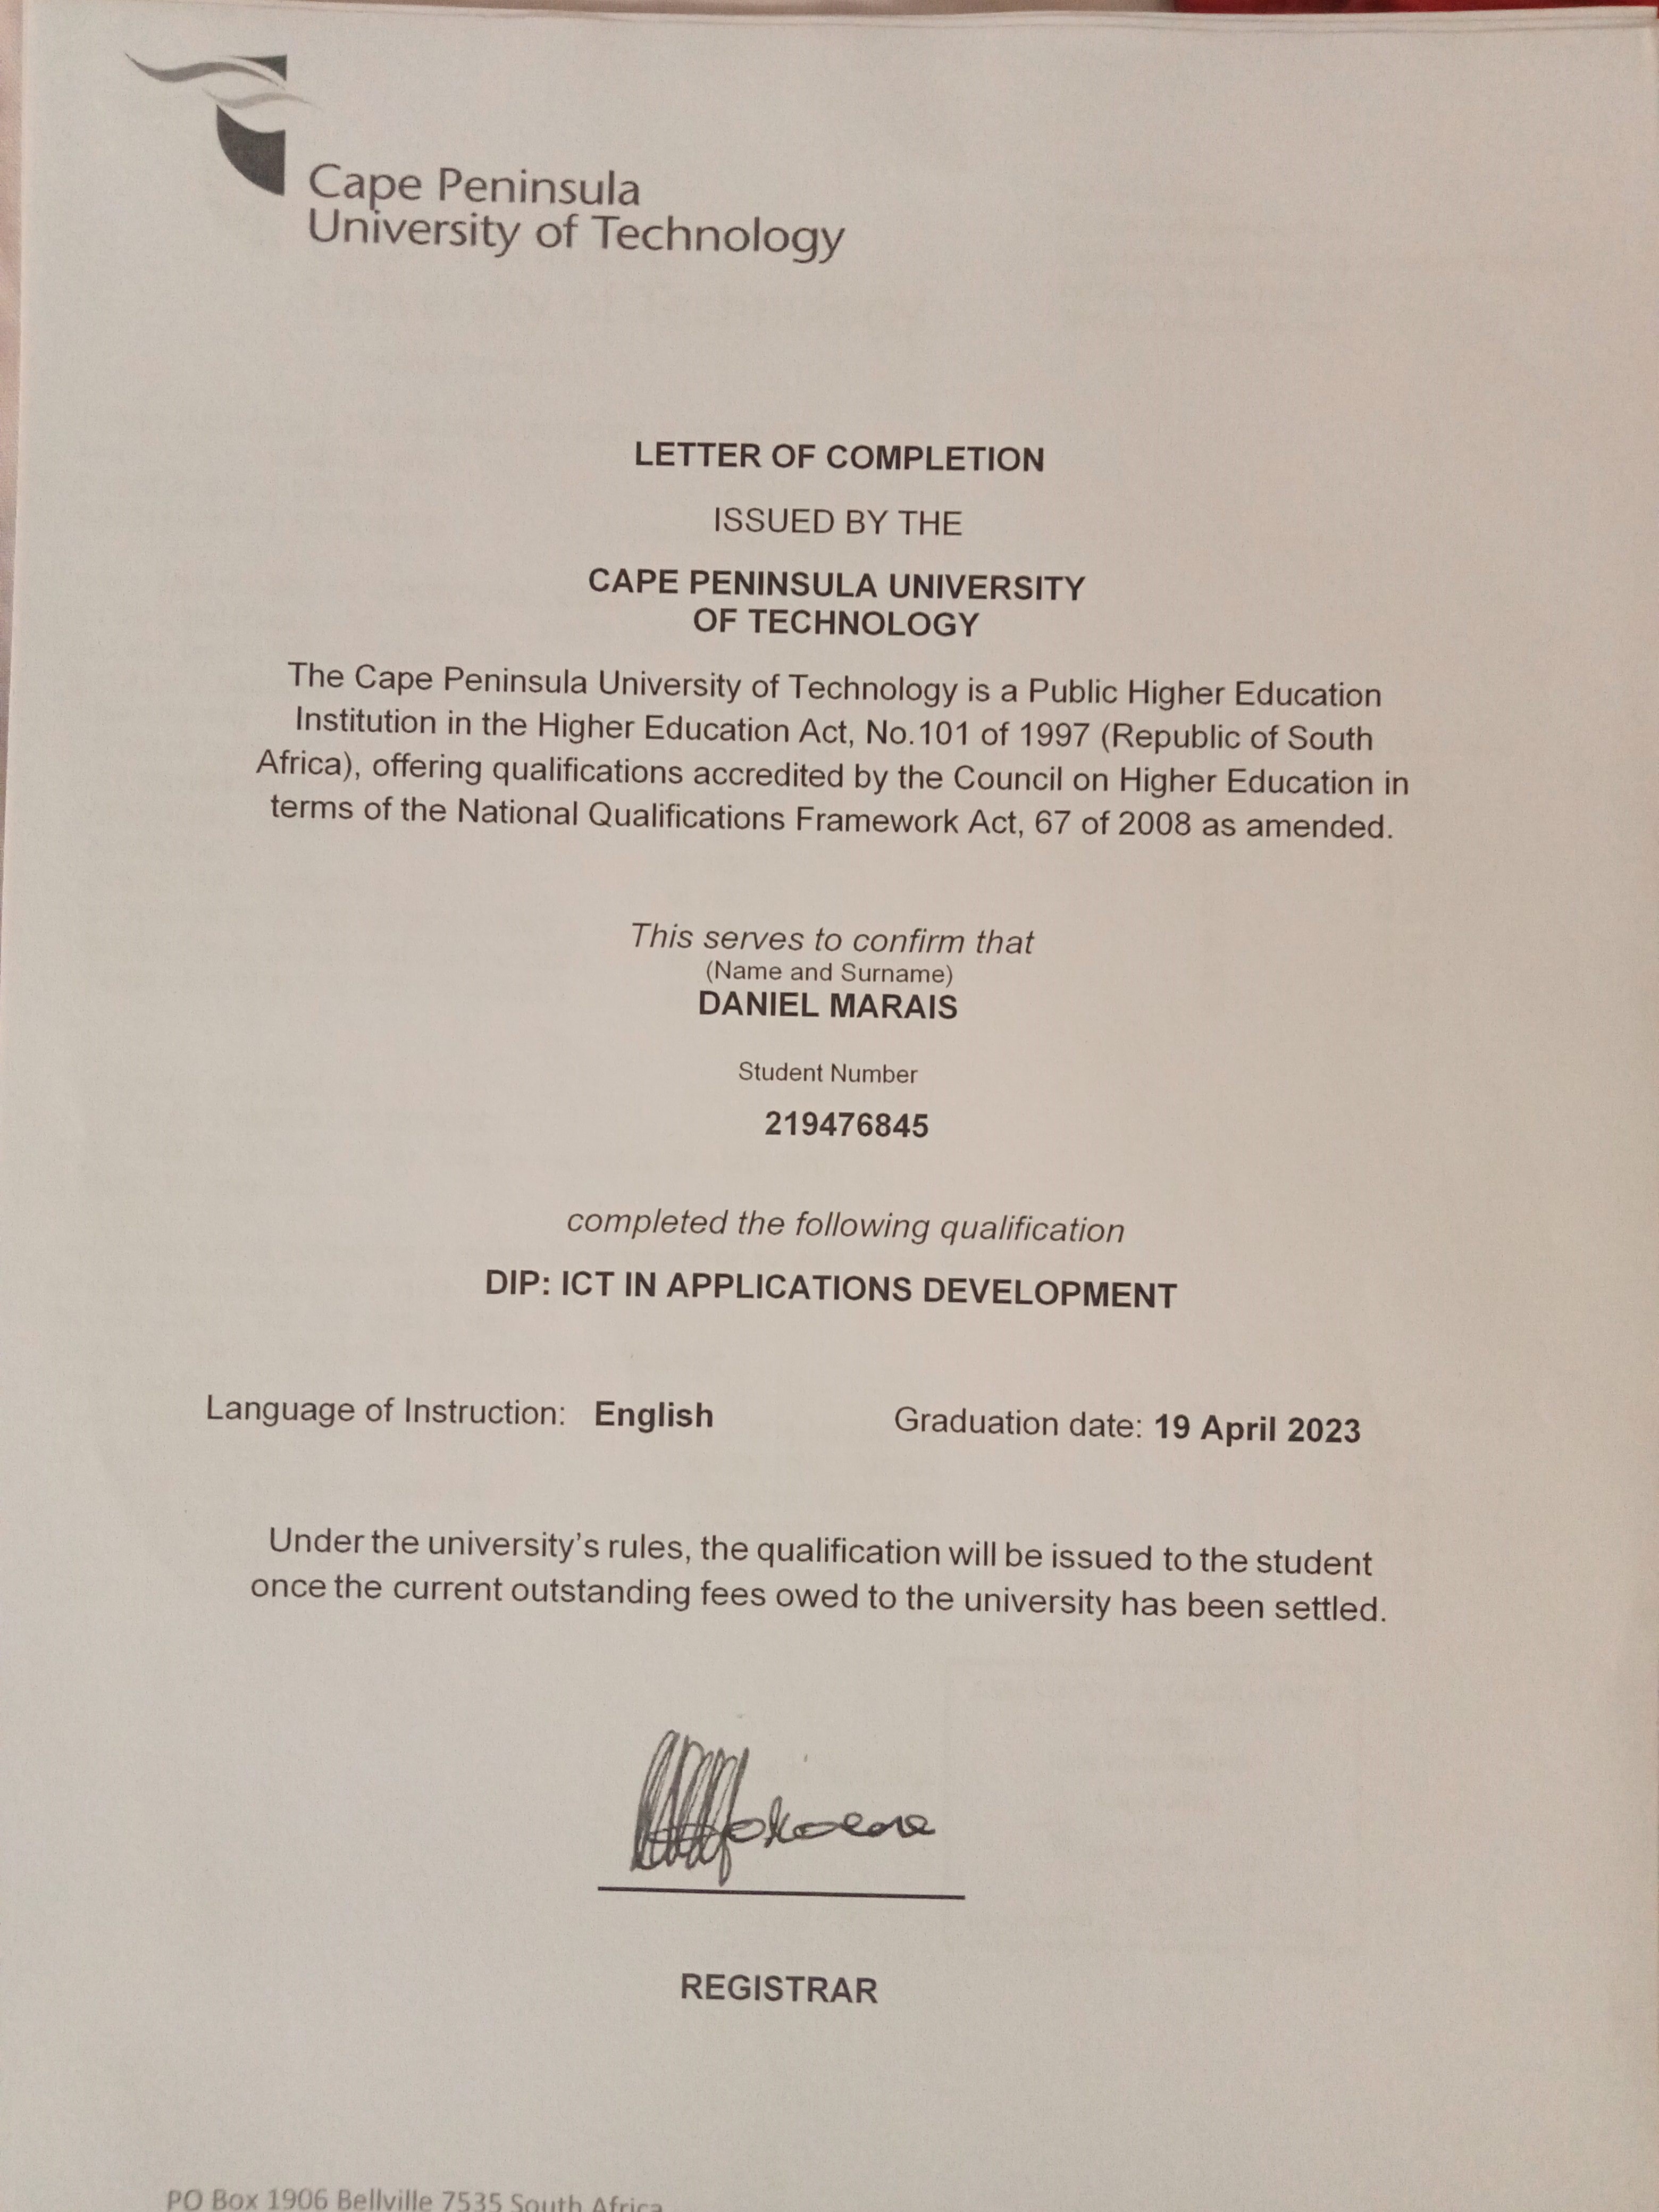 Cape Peninsula
University of Technology
LETTER OF COMPLETION
ISSUED BY THE
CAPE PENINSULA UNIVERSITY
OF TECHNOLOGY
The Cape Peninsula University of Technology is a Public Higher Education
Institution in the Higher Education Act, No.101 of 1997 (Republic of South
Africa), offering qualifications accredited by the Council on Higher Education in
terms of the National Qualifications Framework Act, 67 of 2008 as amended.
This serves to confirm that
(Name and Surname)
DANIEL MARAIS
Student Number
219476845
completed the following qualification
DIP: ICT IN APPLICATIONS DEVELOPMENT
Language of Instruction: English Graduation date: 19 April 2023
Under the university's rules, the qualification will be issued to the student
once the current outstanding fees owed to the university has been settled.
REGISTRAR
PO Box 1906 Bellville 7535 South Africa